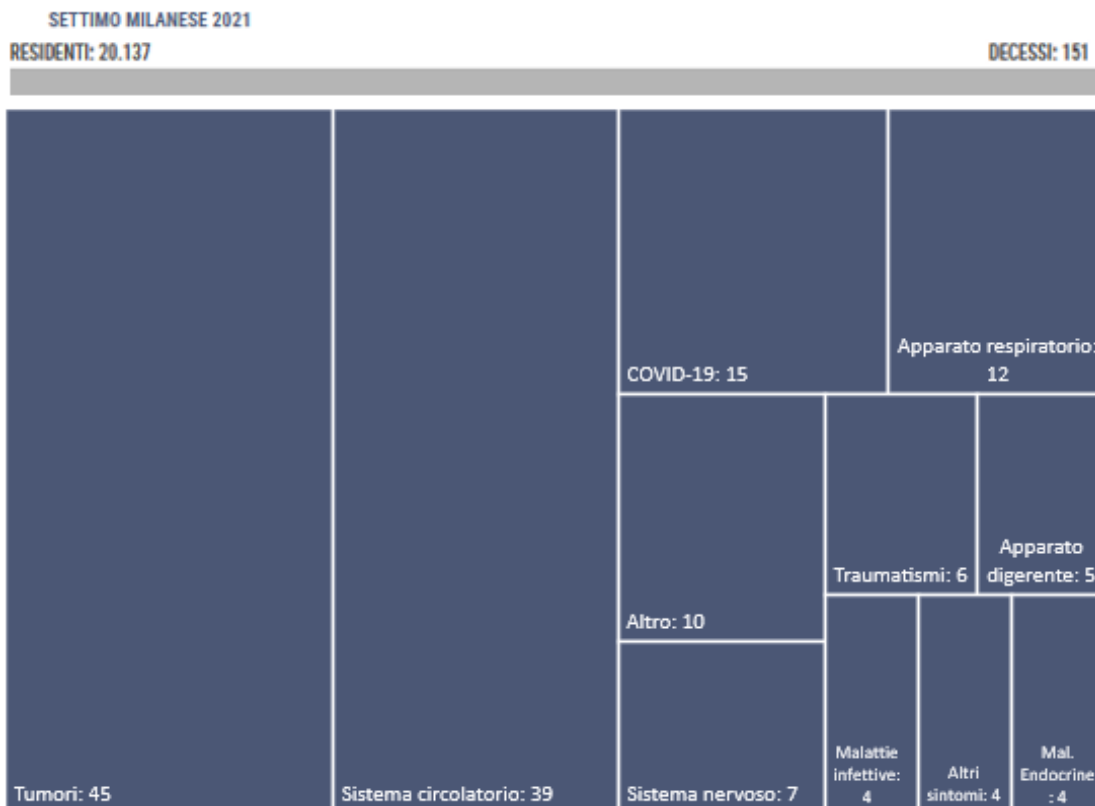 SETTIMO MILANESE 2021
RESIDENTI: 20.137
DECESSI: 151
Tumori: 45
Sistema circolatorio: 39
COVID-19: 15
Apparato respiratorio:
12
Altro: 10
Sistema nervoso: 7
Traumatismi: 6
Apparato
digerente: 5
Malattie
infettive:
4
Altri
sintomi: 4
Mal.
Endocrine
: 4